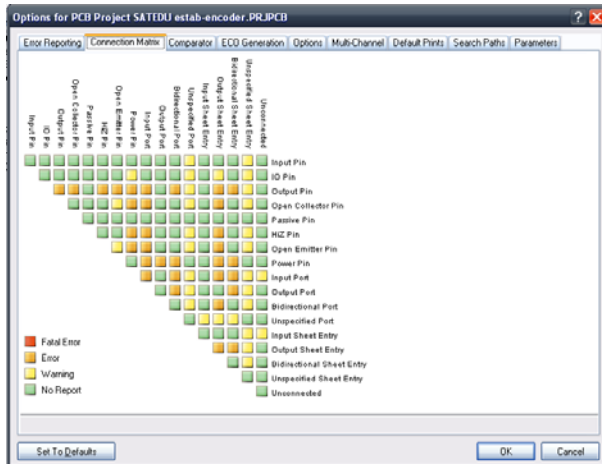 Options for PCB Project SATEDU estab-encoder.PRJPCB
Error Reporting Connection Matrix Comparator ECO Generation Options Multi-Channel Default Prints Search Paths Parameters
Input Pin
IO Pin
Output Pin
Open Collector Pin
Passive Pin
HiZ Pin
Open Emitter Pin
Power Pin
Input Port
Output Port
Bidirectional Port
Unspecified Port
Input Sheet Entry
Output Sheet Entry
Bidirectional Sheet Entry
Unspecified Sheet Entry
Unconnected
Input Pin
IO Pin
Output Pin
Open Collector Pin
Passive Pin
HiZ Pin
Open Emitter Pin
Power Pin
Input Port
Output Port
Bidirectional Port
Unspecified Port
Input Sheet Entry
Output Sheet Entry
Bidirectional Sheet Entry
Unspecified Sheet Entry
Unconnected
Fatal Error
Error
Warning
No Report
Set To Defaults OK Cancel